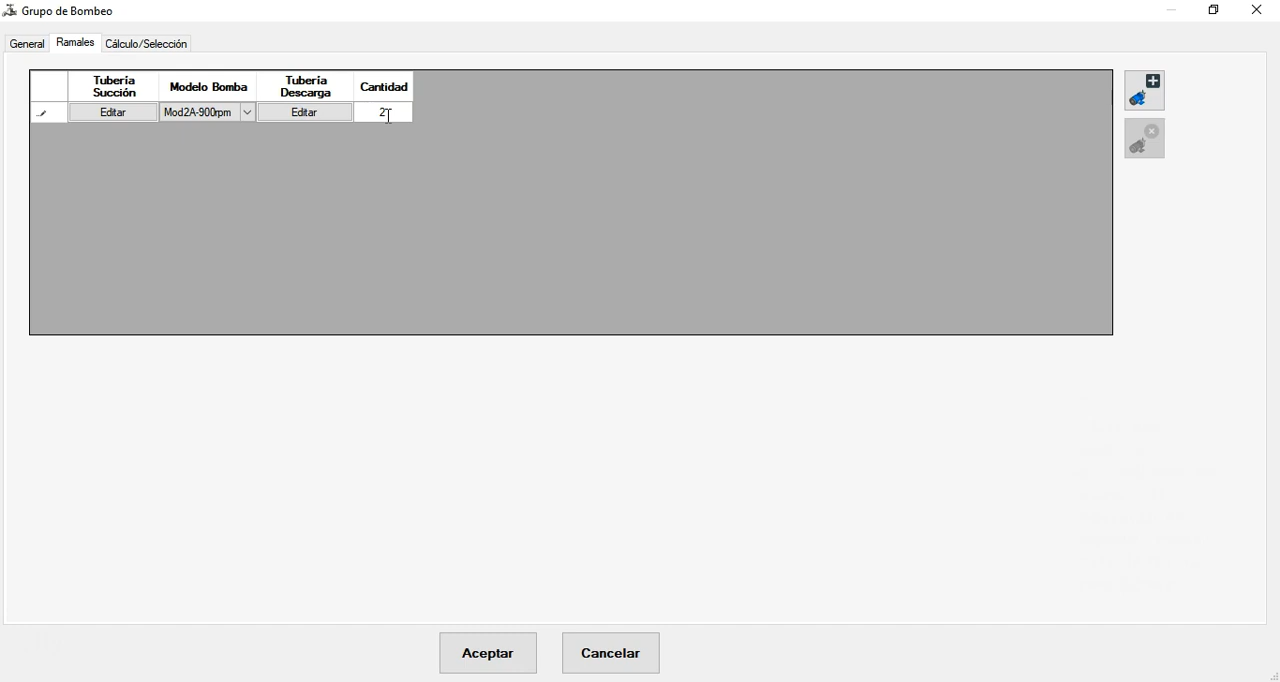 Grupo de Bombeo
General Ramales Cálculo/Selección
Tubería Succión Modelo Bomba Tubería Descarga Cantidad
Editar Mod2A-900rpm Editar 2
Aceptar Cancelar